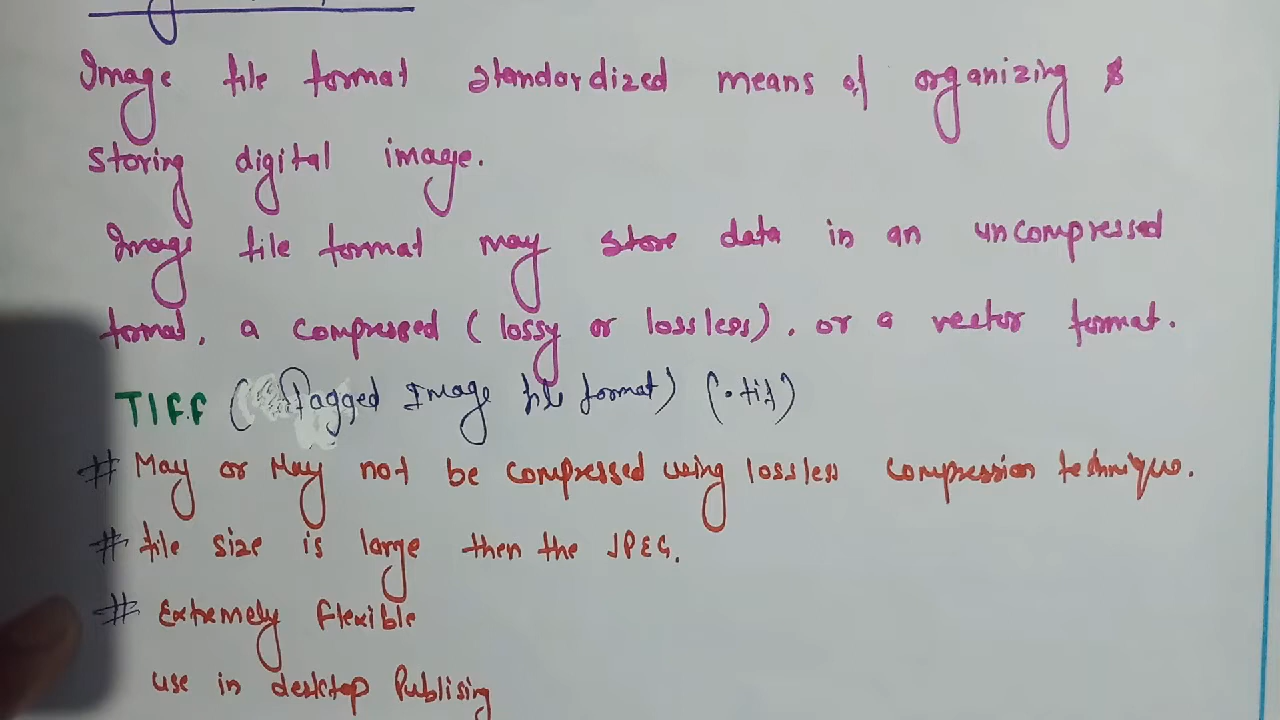 Image file format standardized means of organizing &
storing digital image.
Image file format may store data in an uncompressed
format, a compressed (lossy or lossless), or a vector format.
TIFF (Tagged Image file format) (.tif)
# May or May not be compressed using lossless compression technique.
# file size is large then the JPEG.
# Extremely flexible
use in desktop Publising